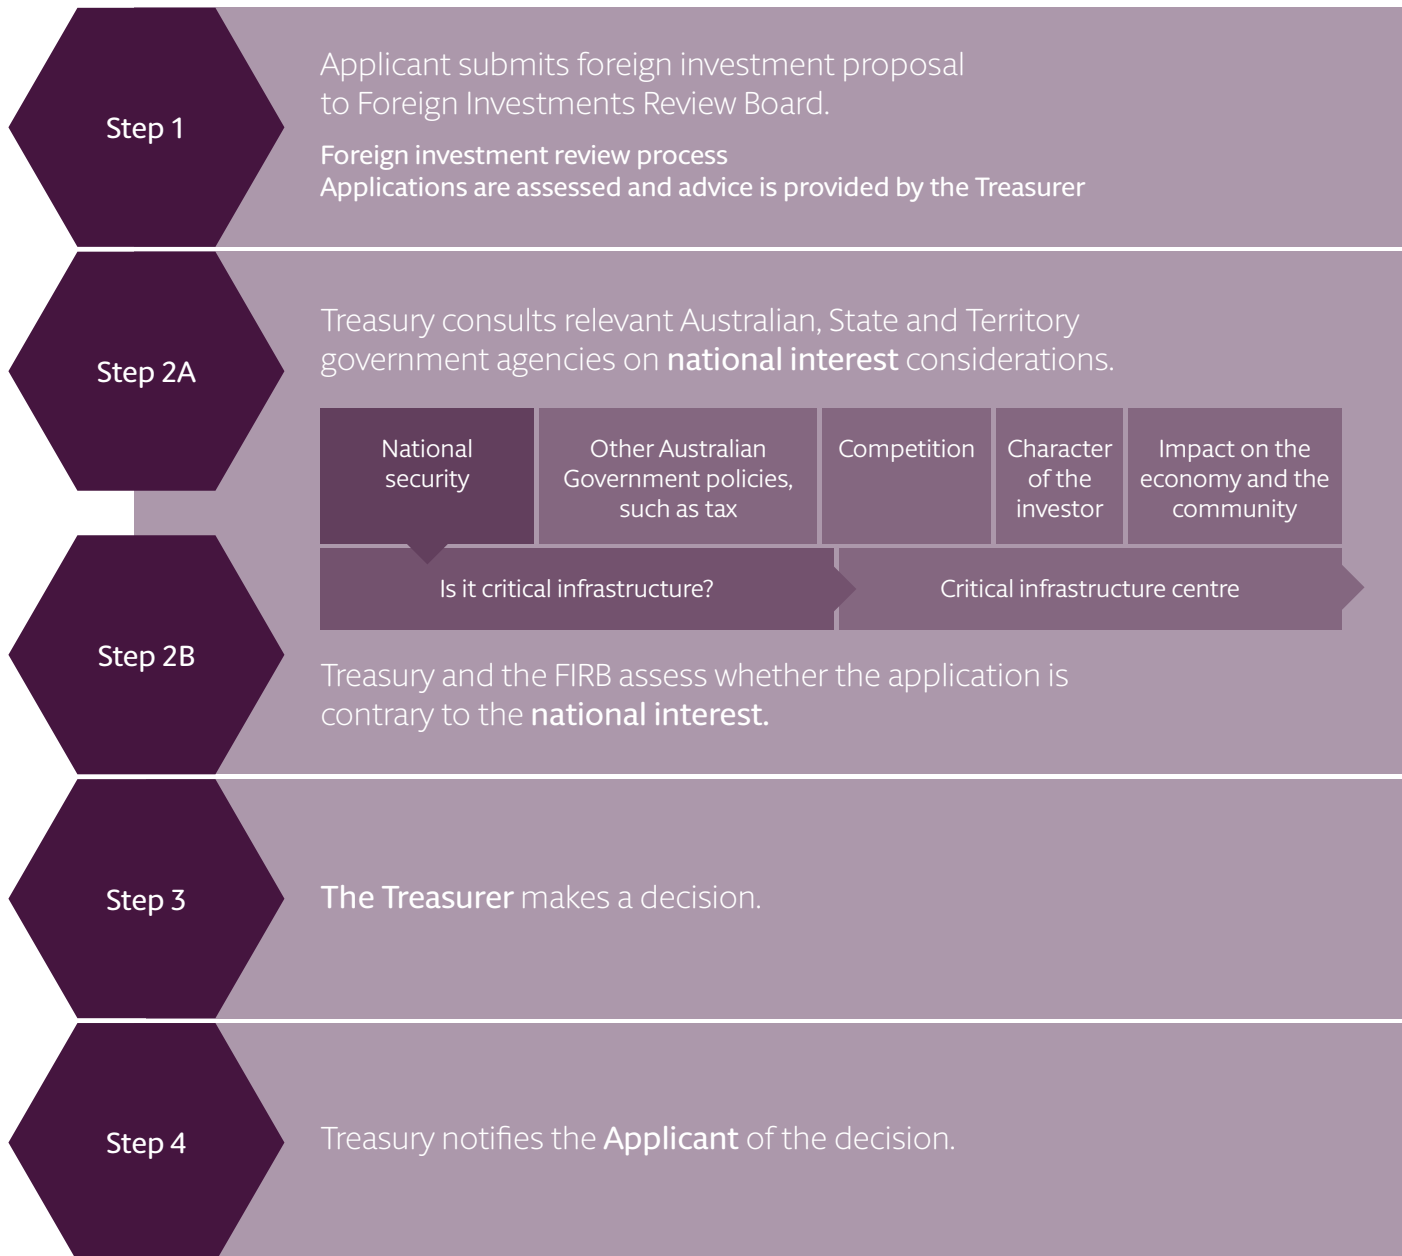 Step 1
Applicant submits foreign investment proposal
to Foreign Investments Review Board.
Foreign investment review process
Applications are assessed and advice is provided by the Treasurer
Step 2A
Treasury consults relevant Australian, State and Territory
government agencies on national interest considerations.
National
security
Other Australian
Government policies,
such as tax
Competition
Character
of the
investor
Impact on the
economy and the
community
Is it critical infrastructure?
Critical infrastructure centre
Step 2B
Treasury and the FIRB assess whether the application is
contrary to the national interest.
Step 3
The Treasurer makes a decision.
Step 4
Treasury notifies the Applicant of the decision.